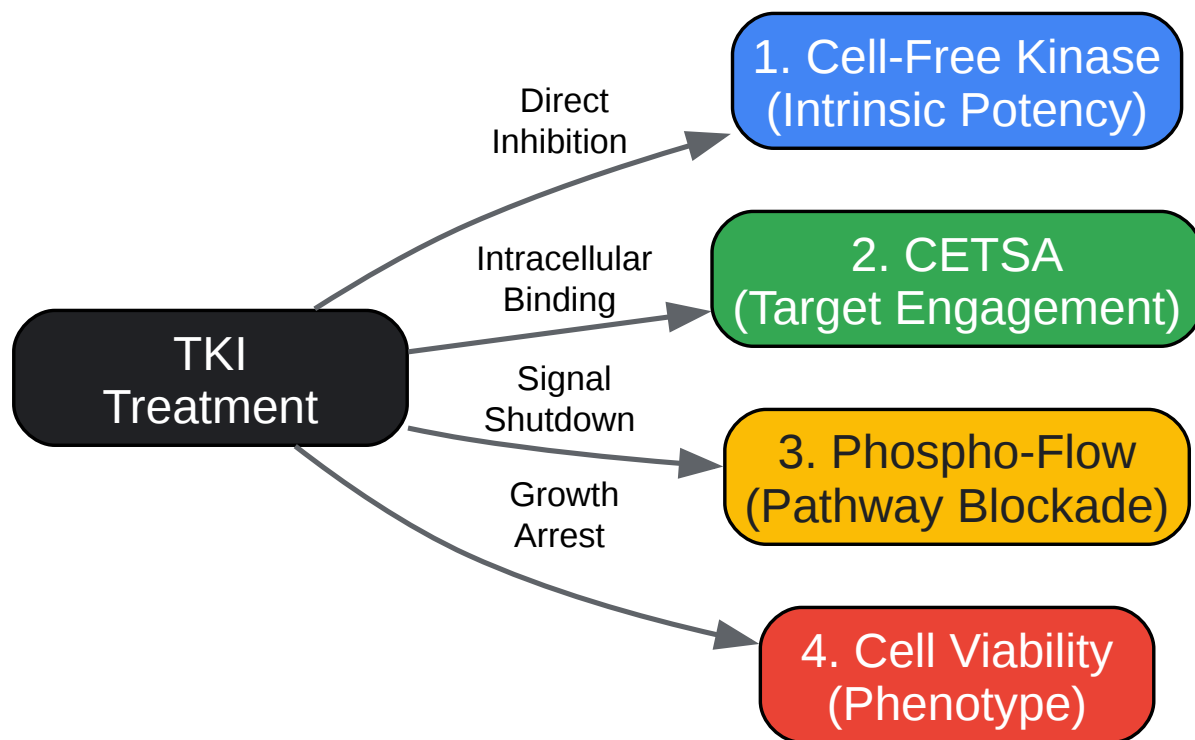 TKI
Treatment
Direct
Inhibition
1. Cell-Free Kinase
(Intrinsic Potency)
Intracellular
Binding
2. CETSA
(Target Engagement)
Signal
Shutdown
3. Phospho-Flow
(Pathway Blockade)
Growth
Arrest
4. Cell Viability
(Phenotype)